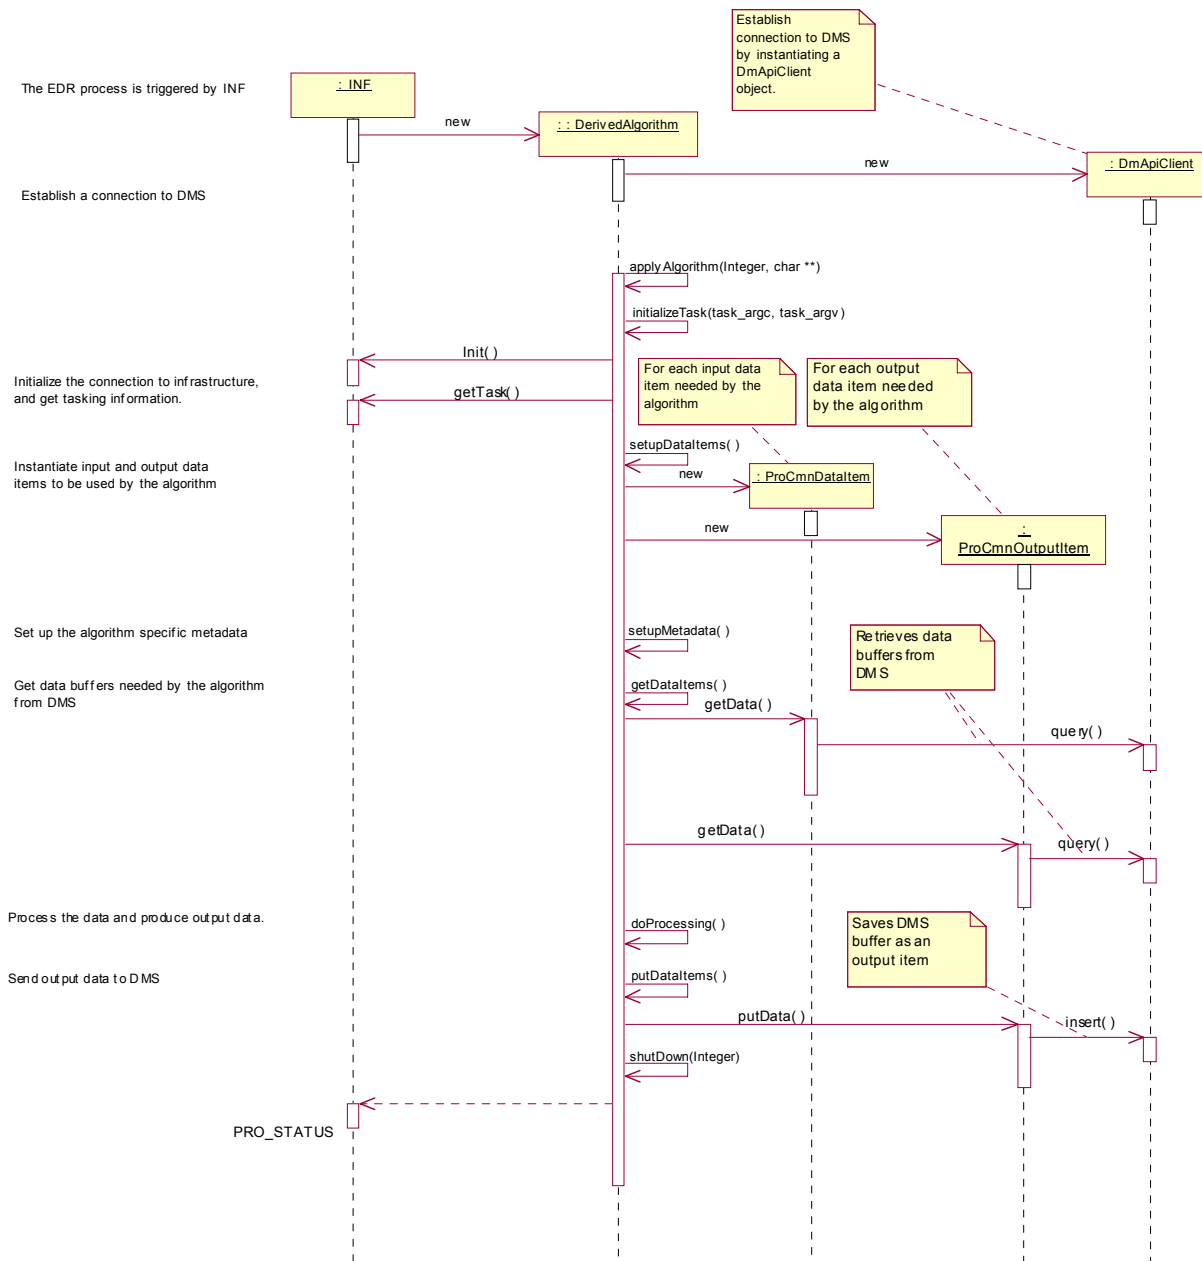 Establish
connection to DMS
by instantiating a
DmApiClient
object.
The EDR process is triggered by INF
: INF
new
: : DerivedAlgorithm
new
: DmApiClient
Establish a connection to DMS
applyAlgorithm(Integer, char **)
initializeTask(task_argc, task_argv)
Init( )
For each input data
item needed by the
algorithm
For each output
data item needed
by the algorithm
Initialize the connection to infrastructure,
and get tasking information.
getTask( )
setupDataItems( )
Instantiate input and output data
items to be used by the algorithm
new
: ProCmnDataItem
new
:
ProCmnOutputItem
Set up the algorithm specific metadata
setupMetadata( )
Retrieves data
buffers from
DMS
Get data buffers needed by the algorithm
from DMS
getDataItems( )
getData( )
query( )
getData( )
query( )
Process the data and produce output data.
doProcessing( )
Saves DMS
buffer as an
output item
Send output data to DMS
putDataItems( )
putData( )
insert( )
shutDown(Integer)
PRO_STATUS